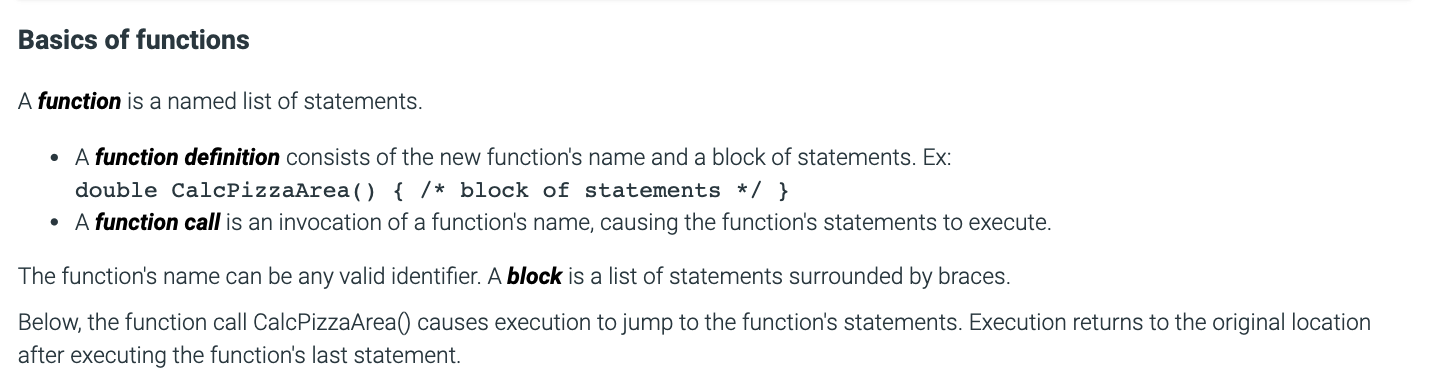 Basics of functions
A function is a named list of statements.
• A function definition consists of the new function's name and a block of statements. Ex:
double CalcPizzaArea() { /* block of statements */ }
• A function call is an invocation of a function's name, causing the function's statements to execute.
The function's name can be any valid identifier. A block is a list of statements surrounded by braces.
Below, the function call CalcPizzaArea() causes execution to jump to the function's statements. Execution returns to the original location
after executing the function's last statement.